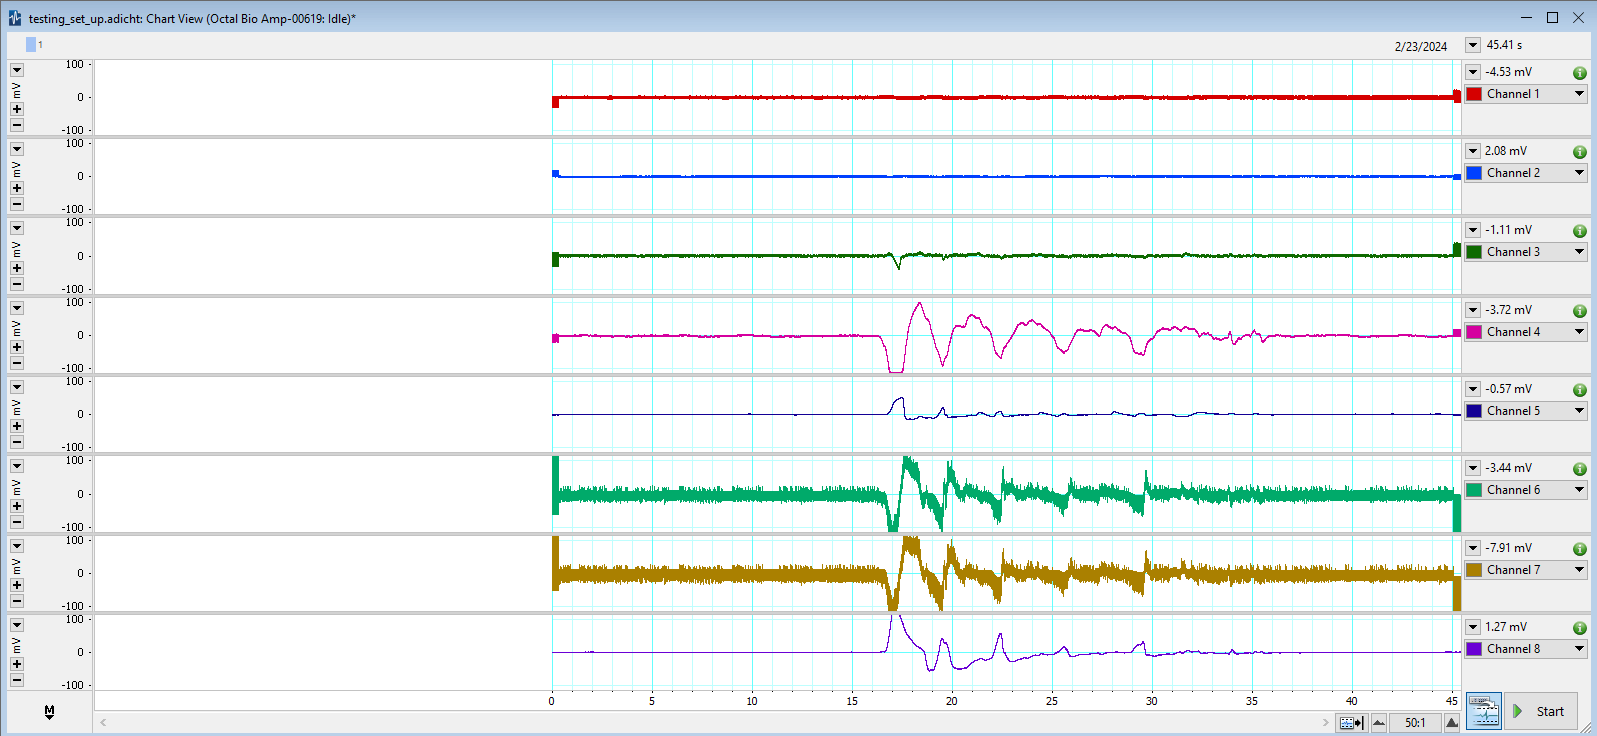 testing_set_up.adicht: Chart View (Octal Bio Amp-00619: Idle)*
1
2/23/2024
45.41 s
100
0
-100
mV
-4.53 mV
Channel 1
100
0
-100
mV
2.08 mV
Channel 2
100
0
-100
mV
-1.11 mV
Channel 3
100
0
-100
mV
-3.72 mV
Channel 4
100
0
-100
mV
-0.57 mV
Channel 5
100
0
-100
mV
-3.44 mV
Channel 6
100
0
-100
mV
-7.91 mV
Channel 7
100
0
-100
mV
1.27 mV
Channel 8
0 5 10 15 20 25 30 35 40 45
M
50:1
Start